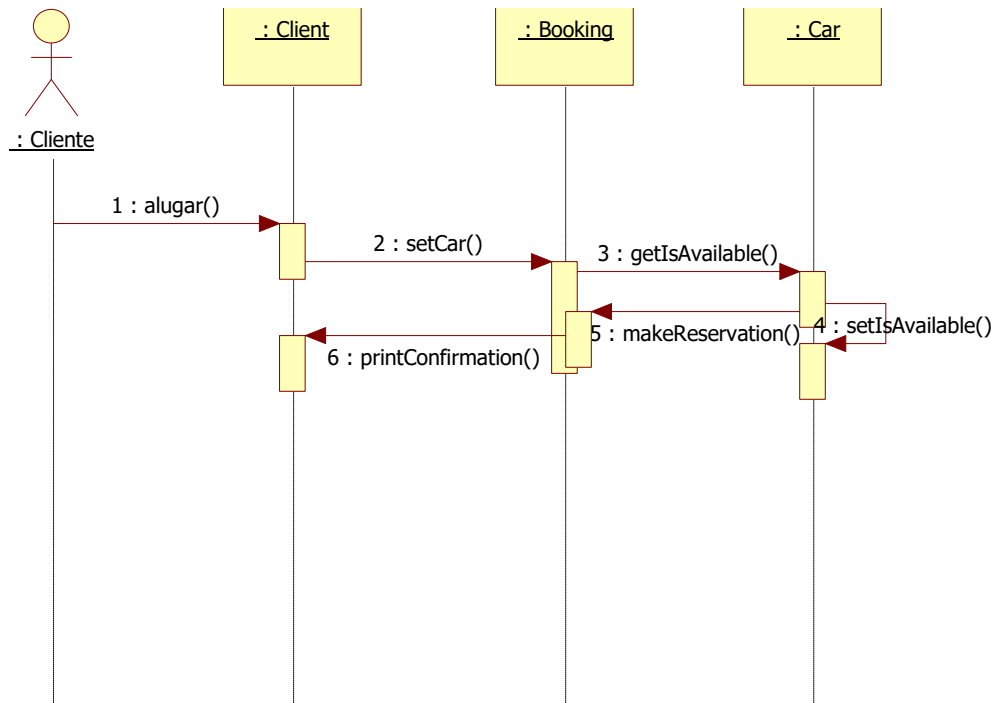 : Client
: Booking
: Car
: Cliente
1 : alugar()
2 : setCar()
3 : getIsAvailable()
4 : setIsAvailable()
5 : makeReservation()
6 : printConfirmation()